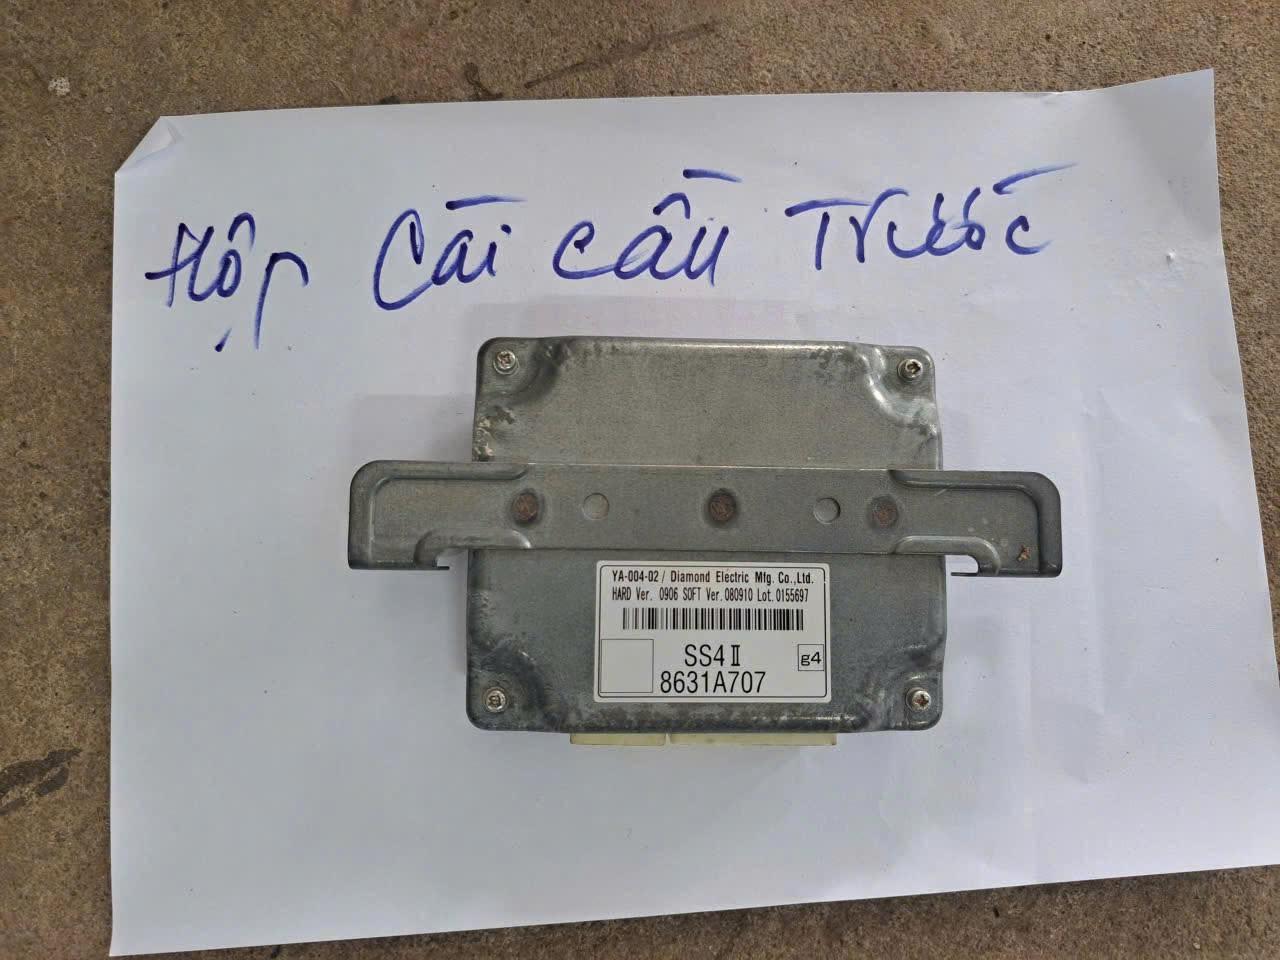 Hộp Cài cầu Trước
YA-004-02 / Diamond Electric Mfg. Co.,Ltd.
HARD Ver. 0906 SOFT Ver. 080910 Lot. 0155697
SS4Ⅱ
g4
8631A707